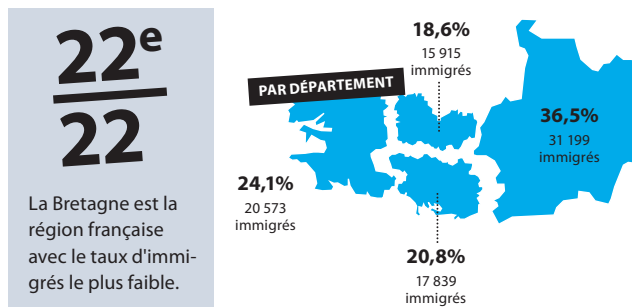 22e
22
La Bretagne est la
région française
avec le taux d'immi-
grés le plus faible.
PAR DÉPARTEMENT
18,6%
15 915
immigrés
36,5%
31 199
immigrés
24,1%
20 573
immigrés
20,8%
17 839
immigrés